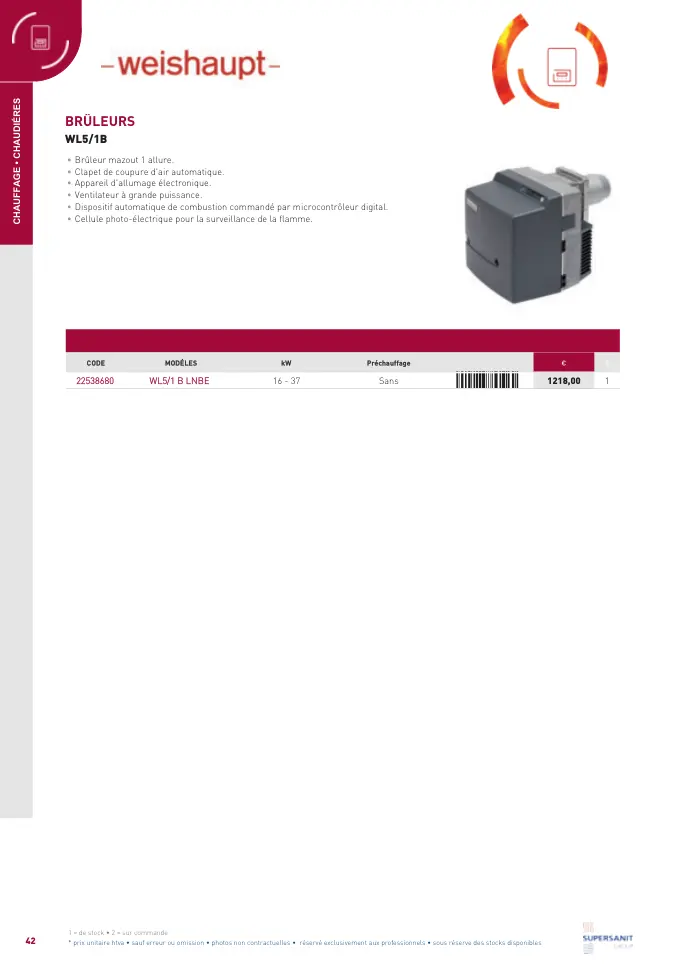 –weishaupt–
CHAUFFAGE • CHAUDIÈRES
BRÛLEURS
WL5/1B
• Brûleur mazout 1 allure.
• Clapet de coupure d'air automatique.
• Appareil d'allumage électronique.
• Ventilateur à grande puissance.
• Dispositif automatique de combustion commandé par microcontrôleur digital.
• Cellule photo-électrique pour la surveillance de la flamme.
CODE MODÈLES kW Préchauffage €
22538680 WL5/1 B LNBE 16 - 37 Sans 1218,00 1
1 = de stock • 2 = sur commande
42 * prix unitaire htva • sauf erreur ou omission • photos non contractuelles • réservé exclusivement aux professionnels • sous réserve des stocks disponibles
SUPERSANIT
GROUP